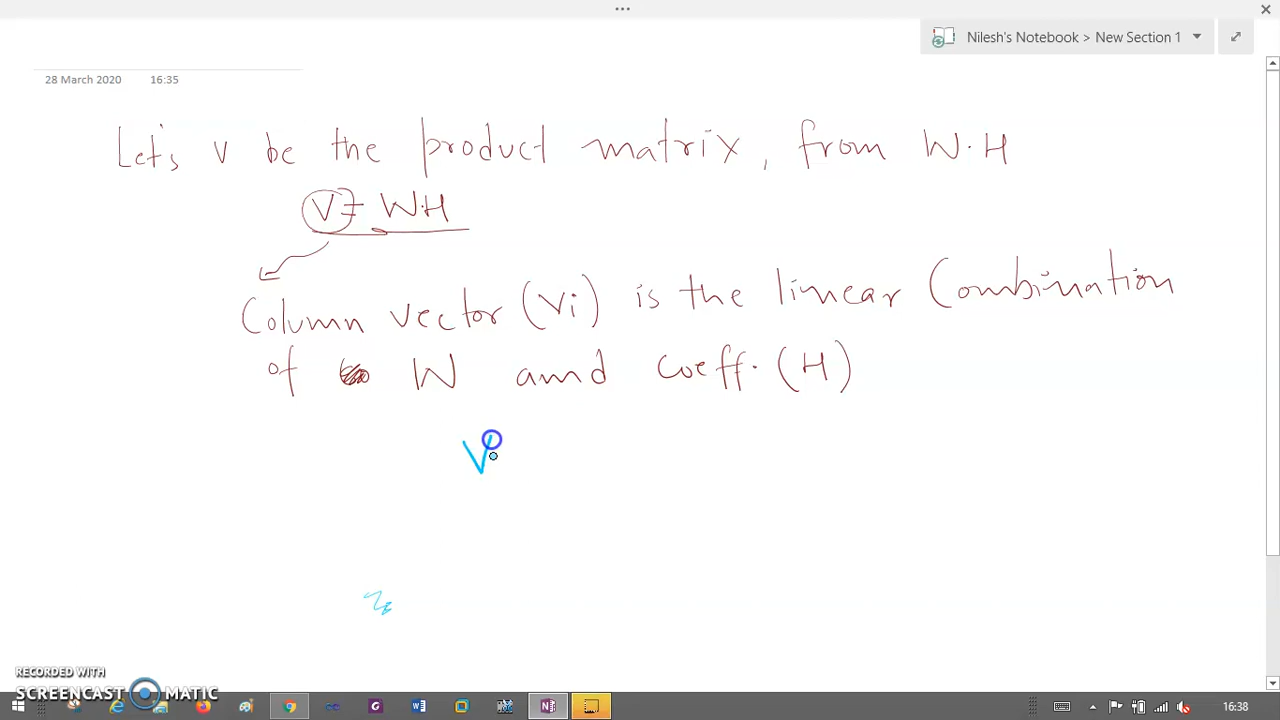 Nilesh's Notebook > New Section 1
28 March 2020 16:35
Let's v be the product matrix, from W.H
V = W.H
Column vector (vi) is the linear Combination
of W and coeff. (H)
V
RECORDED WITH
SCREENCAST MATIC
16:38